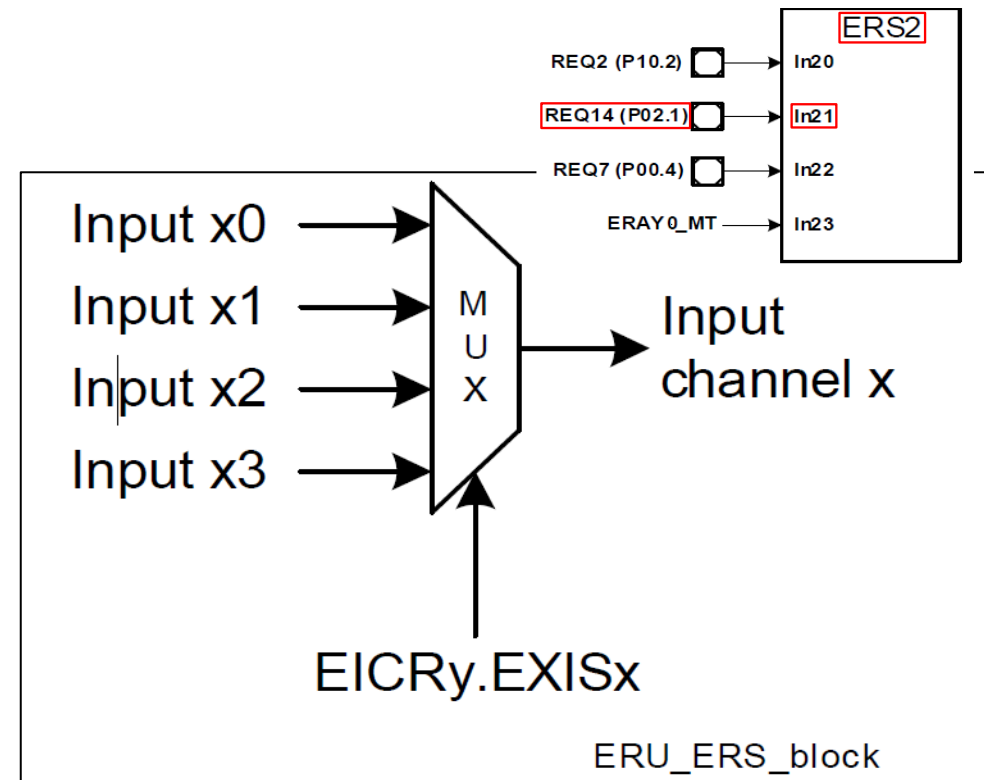 ERS2
REQ2 (P10.2) In20
REQ14 (P02.1) In21
REQ7 (P00.4) In22
ERAY0_MT In23
Input x0
Input x1
Input x2
Input x3
MUX
Input
channel x
EICRy.EXISx
ERU_ERS_block